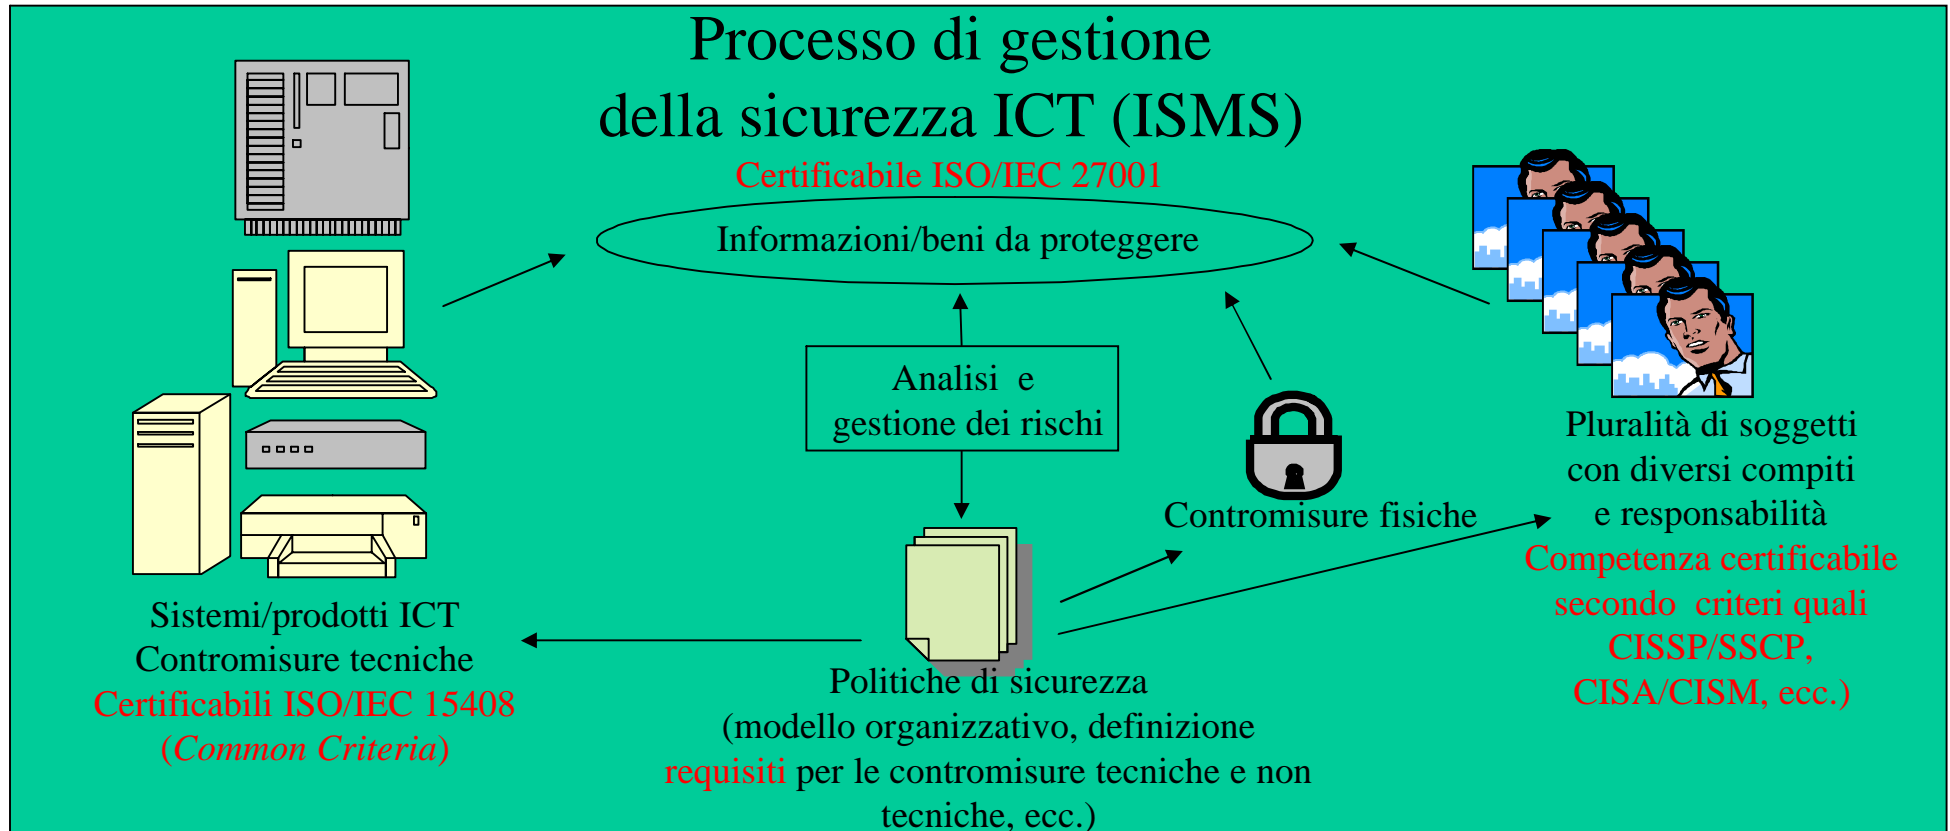 Processo di gestione
della sicurezza ICT (ISMS)
Certificabile ISO/IEC 27001
Informazioni/beni da proteggere
Analisi e
gestione dei rischi
Contromisure fisiche
Pluralità di soggetti
con diversi compiti
e responsabilità
Competenza certificabile
secondo criteri quali
CISSP/SSCP,
CISA/CISM, ecc.)
Sistemi/prodotti ICT
Contromisure tecniche
Certificabili ISO/IEC 15408
(Common Criteria)
Politiche di sicurezza
(modello organizzativo, definizione
requisiti per le contromisure tecniche e non
tecniche, ecc.)